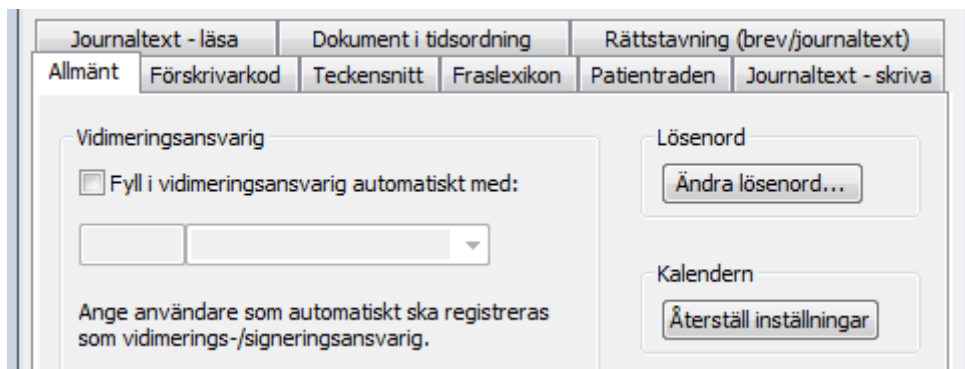 Journaltext - läsa Dokument i tidsordning Rättstavning (brev/journaltext)
Allmänt Förskrivarkod Teckensnitt Fraslexikon Patientraden Journaltext - skriva
Vidimeringsansvarig
Fyll i vidimeringsansvarig automatiskt med:
Ange användare som automatiskt ska registreras
som vidimerings-/signeringsansvarig.
Lösenord
Ändra lösenord...
Kalendern
Återställ inställningar